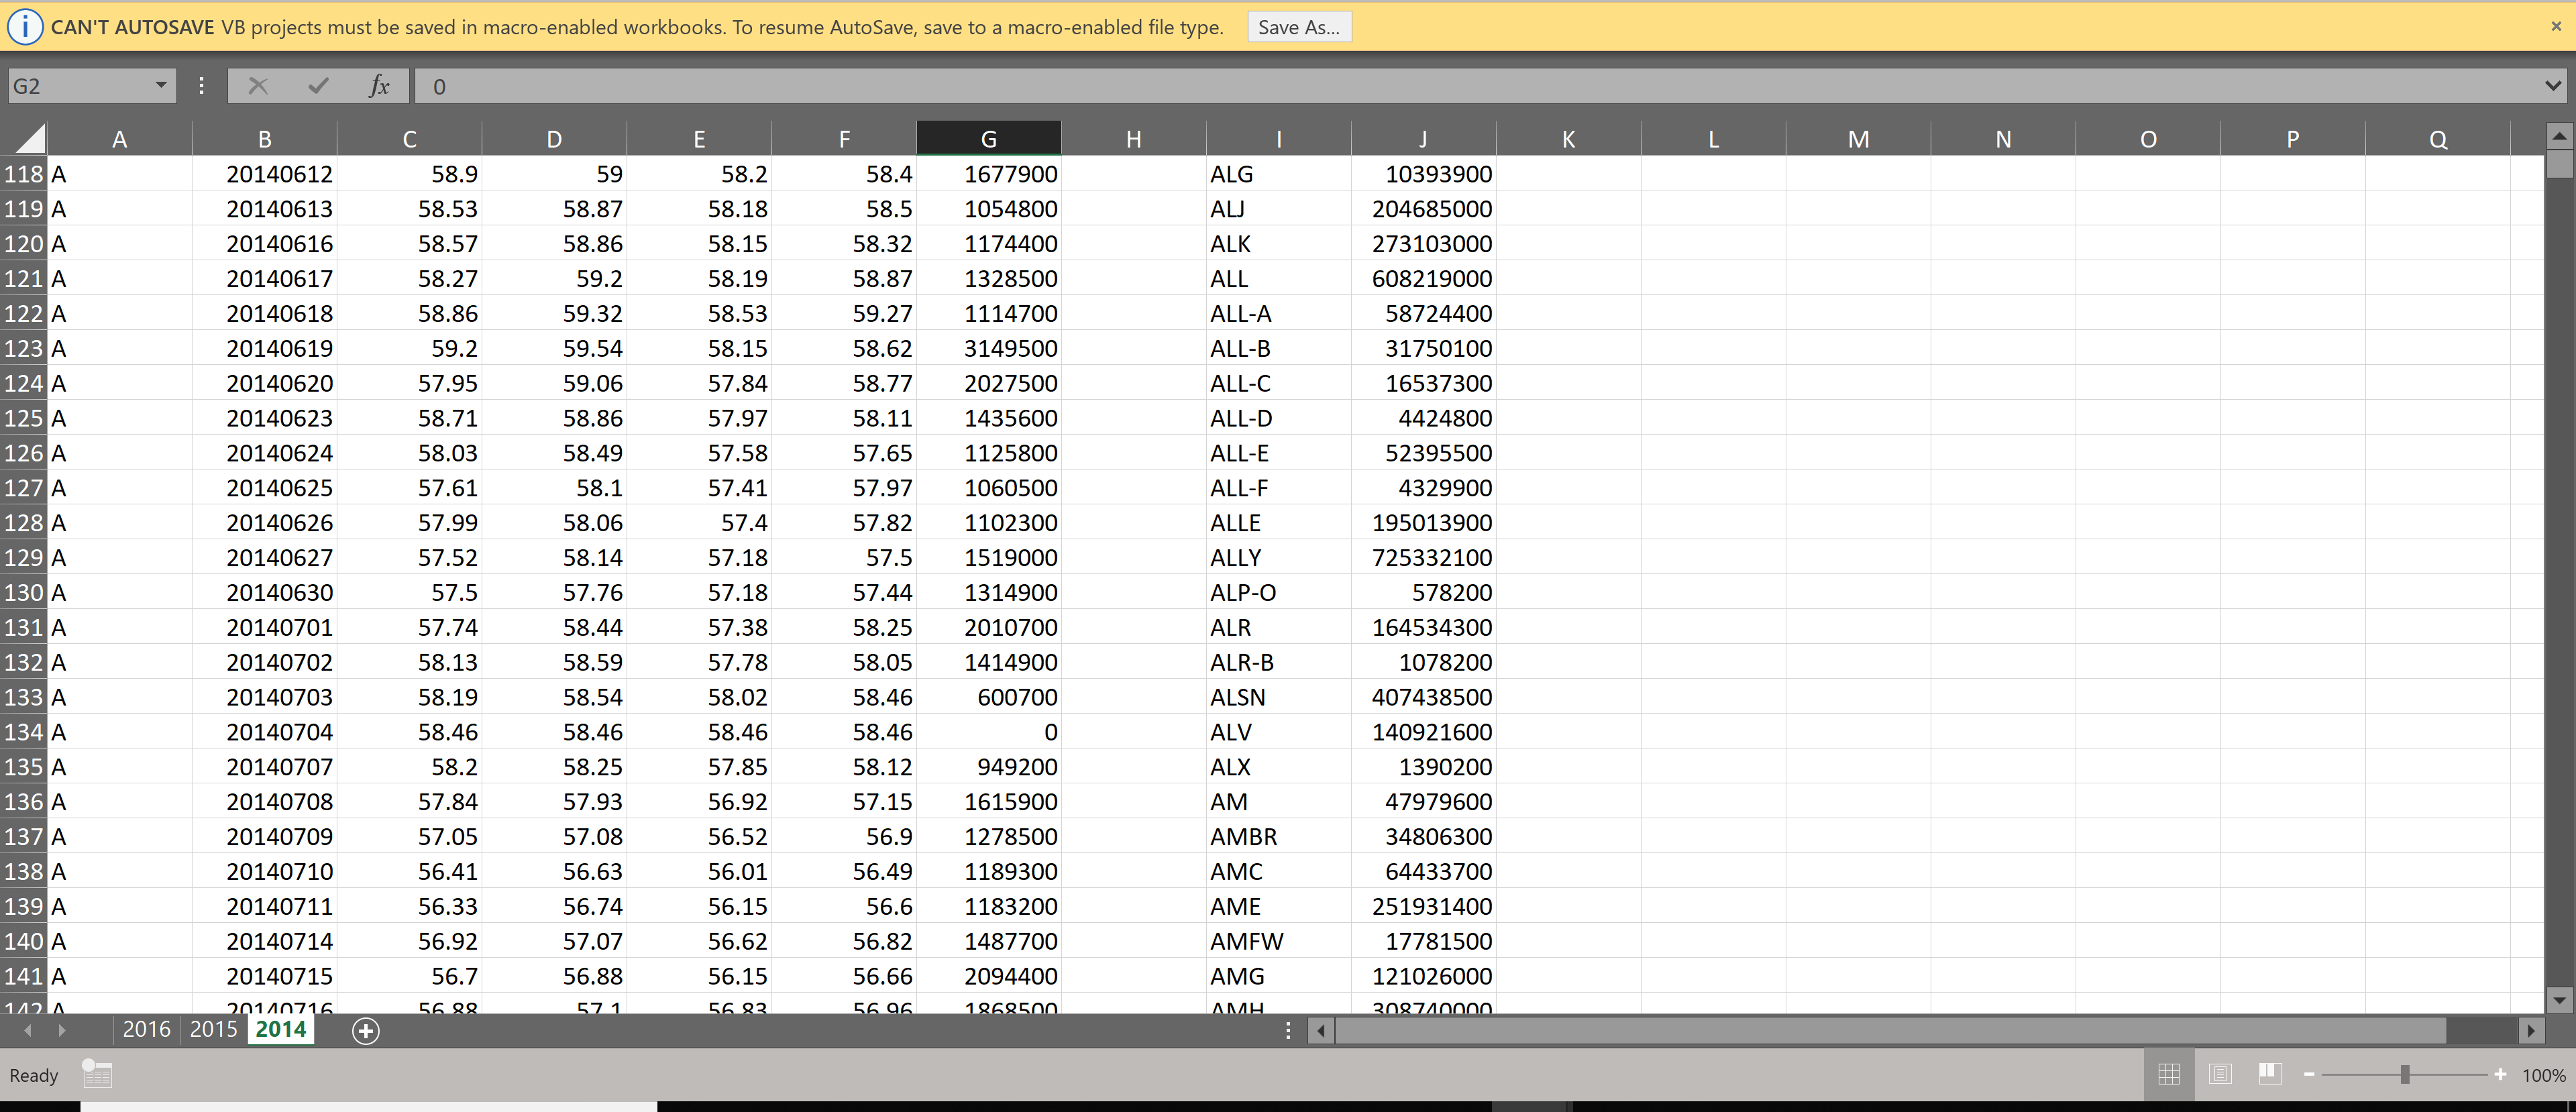 CAN'T AUTOSAVE VB projects must be saved in macro-enabled workbooks. To resume AutoSave, save to a macro-enabled file type. Save As...
G2 fx 0
A B C D E F G H I J K L M N O P Q
118 A 20140612 58.9 59 58.2 58.4 1677900 ALG 10393900
119 A 20140613 58.53 58.87 58.18 58.5 1054800 ALJ 204685000
120 A 20140616 58.57 58.86 58.15 58.32 1174400 ALK 273103000
121 A 20140617 58.27 59.2 58.19 58.87 1328500 ALL 608219000
122 A 20140618 58.86 59.32 58.53 59.27 1114700 ALL-A 58724400
123 A 20140619 59.2 59.54 58.15 58.62 3149500 ALL-B 31750100
124 A 20140620 57.95 59.06 57.84 58.77 2027500 ALL-C 16537300
125 A 20140623 58.71 58.86 57.97 58.11 1435600 ALL-D 4424800
126 A 20140624 58.03 58.49 57.58 57.65 1125800 ALL-E 52395500
127 A 20140625 57.61 58.1 57.41 57.97 1060500 ALL-F 4329900
128 A 20140626 57.99 58.06 57.4 57.82 1102300 ALLE 195013900
129 A 20140627 57.52 58.14 57.18 57.5 1519000 ALLY 725332100
130 A 20140630 57.5 57.76 57.18 57.44 1314900 ALP-O 578200
131 A 20140701 57.74 58.44 57.38 58.25 2010700 ALR 164534300
132 A 20140702 58.13 58.59 57.78 58.05 1414900 ALR-B 1078200
133 A 20140703 58.19 58.54 58.02 58.46 600700 ALSN 407438500
134 A 20140704 58.46 58.46 58.46 58.46 0 ALV 140921600
135 A 20140707 58.2 58.25 57.85 58.12 949200 ALX 1390200
136 A 20140708 57.84 57.93 56.92 57.15 1615900 AM 47979600
137 A 20140709 57.05 57.08 56.52 56.9 1278500 AMBR 34806300
138 A 20140710 56.41 56.63 56.01 56.49 1189300 AMC 64433700
139 A 20140711 56.33 56.74 56.15 56.6 1183200 AME 251931400
140 A 20140714 56.92 57.07 56.62 56.82 1487700 AMFW 17781500
141 A 20140715 56.7 56.88 56.15 56.66 2094400 AMG 121026000
142 A 20140716 56.88 57.1 56.83 56.96 1868500 AMH 308740000
2016 2015 2014
Ready 100%